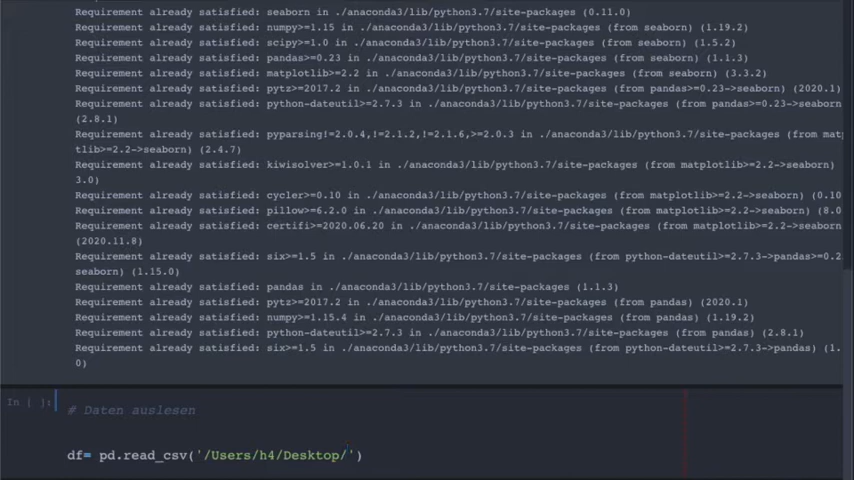 Requirement already satisfied: seaborn in ./anaconda3/lib/python3.7/site-packages (0.11.0)
Requirement already satisfied: numpy>=1.15 in ./anaconda3/lib/python3.7/site-packages (from seaborn) (1.19.2)
Requirement already satisfied: scipy>=1.0 in ./anaconda3/lib/python3.7/site-packages (from seaborn) (1.5.2)
Requirement already satisfied: pandas>=0.23 in ./anaconda3/lib/python3.7/site-packages (from seaborn) (1.1.3)
Requirement already satisfied: matplotlib>=2.2 in ./anaconda3/lib/python3.7/site-packages (from seaborn) (3.3.2)
Requirement already satisfied: pytz>=2017.2 in ./anaconda3/lib/python3.7/site-packages (from pandas>=0.23->seaborn) (2020.1)
Requirement already satisfied: python-dateutil>=2.7.3 in ./anaconda3/lib/python3.7/site-packages (from pandas>=0.23->seaborn)
(2.8.1)
Requirement already satisfied: pyparsing!=2.0.4,!=2.1.2,!=2.1.6,>=2.0.3 in ./anaconda3/lib/python3.7/site-packages (from mat
tlib>=2.2->seaborn) (2.4.7)
Requirement already satisfied: kiwisolver>=1.0.1 in ./anaconda3/lib/python3.7/site-packages (from matplotlib>=2.2->seaborn)
3.0)
Requirement already satisfied: cycler>=0.10 in ./anaconda3/lib/python3.7/site-packages (from matplotlib>=2.2->seaborn) (0.10
Requirement already satisfied: pillow>=6.2.0 in ./anaconda3/lib/python3.7/site-packages (from matplotlib>=2.2->seaborn) (8.0
Requirement already satisfied: certifi>=2020.06.20 in ./anaconda3/lib/python3.7/site-packages (from matplotlib>=2.2->seaborn
(2020.11.8)
Requirement already satisfied: six>=1.5 in ./anaconda3/lib/python3.7/site-packages (from python-dateutil>=2.7.3->pandas>=0.2
seaborn) (1.15.0)
Requirement already satisfied: pandas in ./anaconda3/lib/python3.7/site-packages (1.1.3)
Requirement already satisfied: pytz>=2017.2 in ./anaconda3/lib/python3.7/site-packages (from pandas) (2020.1)
Requirement already satisfied: numpy>=1.15.4 in ./anaconda3/lib/python3.7/site-packages (from pandas) (1.19.2)
Requirement already satisfied: python-dateutil>=2.7.3 in ./anaconda3/lib/python3.7/site-packages (from pandas) (2.8.1)
Requirement already satisfied: six>=1.5 in ./anaconda3/lib/python3.7/site-packages (from python-dateutil>=2.7.3->pandas) (1.
0)
In [ ]:
# Daten auslesen
df= pd.read_csv('/Users/h4/Desktop/')